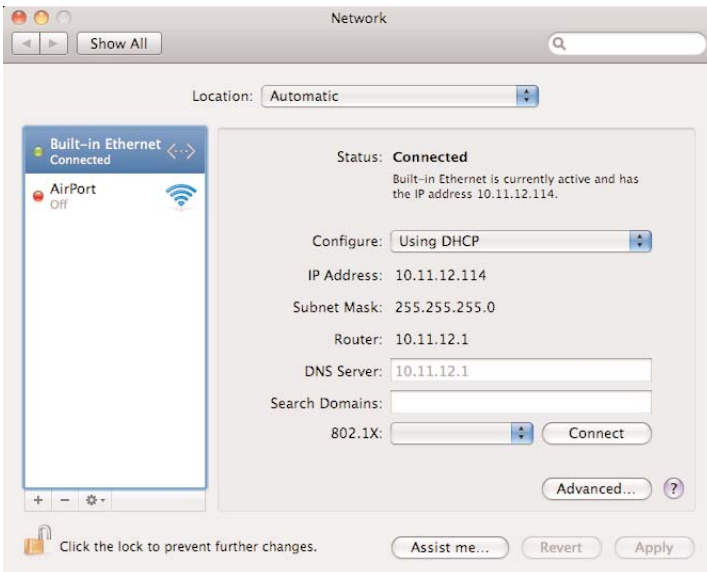 Network
Show All
Location: Automatic
Built-in Ethernet
Connected
AirPort
Off
Status: Connected
Built-in Ethernet is currently active and has
the IP address 10.11.12.114.
Configure: Using DHCP
IP Address: 10.11.12.114
Subnet Mask: 255.255.255.0
Router: 10.11.12.1
DNS Server: 10.11.12.1
Search Domains:
802.1X: Connect
Advanced... ?
Click the lock to prevent further changes.
Assist me... Revert Apply